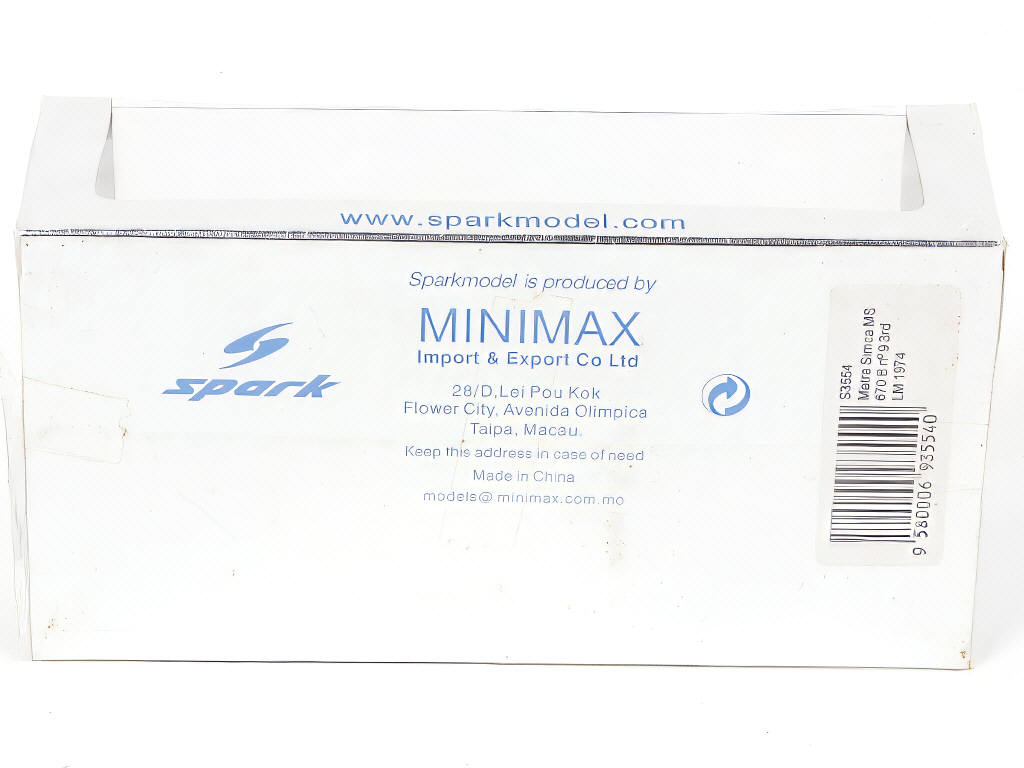 www.sparkmodel.com
Sparkmodel is produced by
MINIMAX
Import & Export Co Ltd
28/D,Lei Pou Kok
Flower City, Avenida Olimpica
Taipa, Macau.
Keep this address in case of need
Made in China
models@minimax.com.mo
spark
S3554
Matra Simca MS
670 B nº9 3rd
LM 1974
9 580006 935540